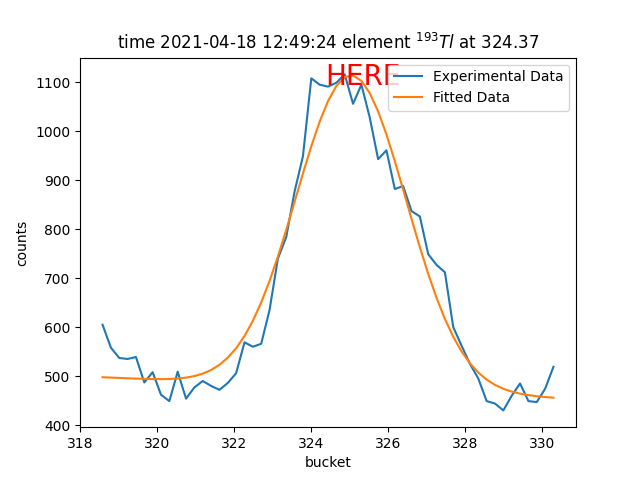 time 2021-04-18 12:49:24 element ¹⁹³Tl at 324.37
HERE
Experimental Data
Fitted Data
counts
1100
1000
900
800
700
600
500
400
318 320 322 324 326 328 330
bucket